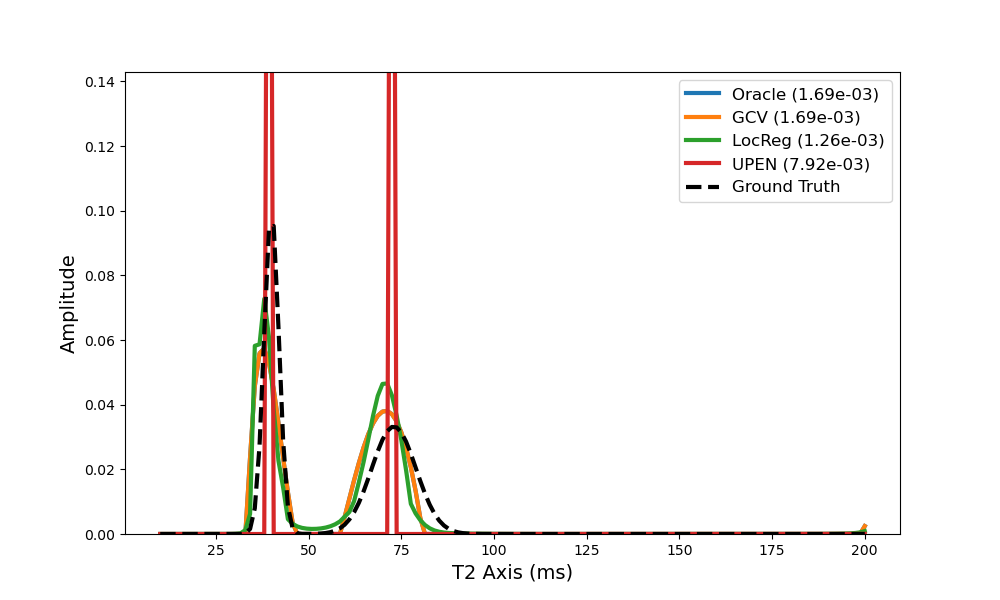 0.14
0.12
0.10
0.08
0.06
0.04
0.02
0.00
Amplitude
25 50 75 100 125 150 175 200
T2 Axis (ms)
Oracle (1.69e-03)
GCV (1.69e-03)
LocReg (1.26e-03)
UPEN (7.92e-03)
Ground Truth